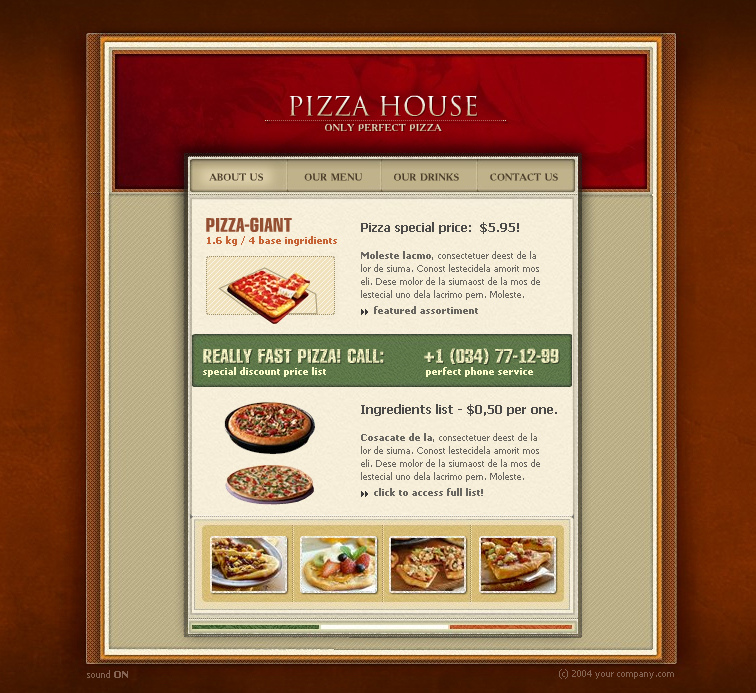 PIZZA HOUSE
ONLY PERFECT PIZZA
ABOUT US
OUR MENU
OUR DRINKS
CONTACT US
PIZZA-GIANT
1.6 kg / 4 base ingridients
Pizza special price: $5.95!
Moleste lacmo, consectetuer deest de la
lor de siuma. Conost lestecidela amorit mos
eli. Dese molor de la siumaost de la mos de
lestecial uno dela lacrimo pern. Moleste.
featured assortiment
REALLY FAST PIZZA! CALL:
special discount price list
+1 (034) 77-12-99
perfect phone service
Ingredients list - $0,50 per one.
Cosacate de la, consectetuer deest de la
lor de siuma. Conost lestecidela amorit mos
eli. Dese molor de la siumaost de la mos de
lestecial uno dela lacrimo pern. Moleste.
click to access full list!
sound ON
(c) 2004 your company.com